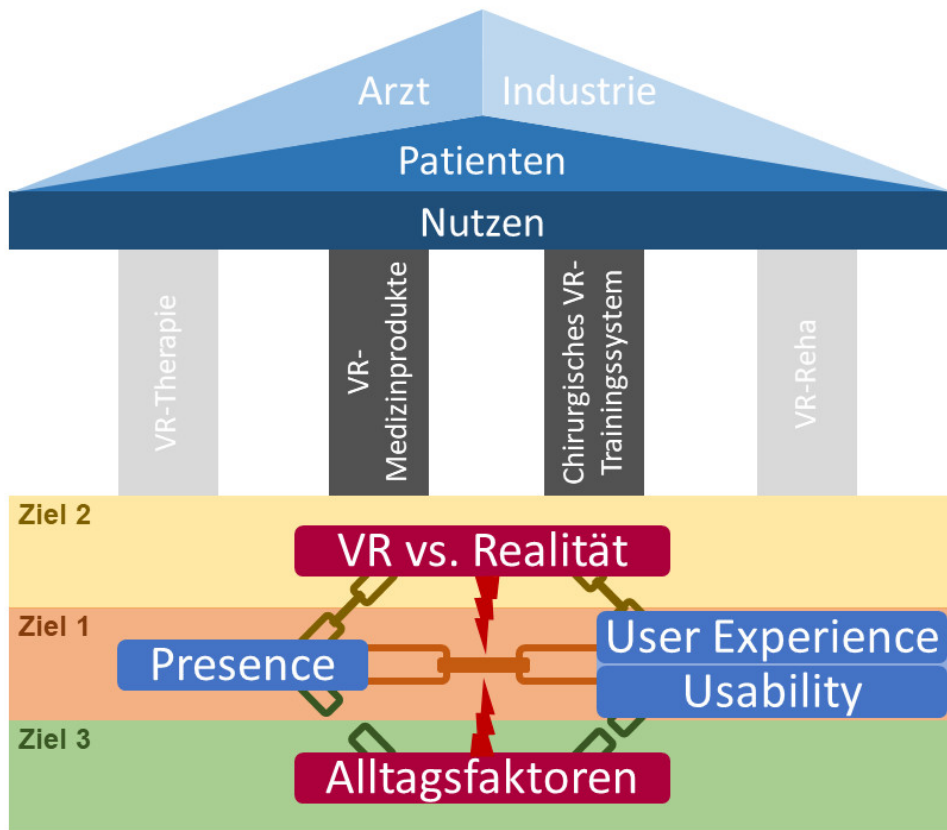 Arzt
Industrie
Patienten
Nutzen
VR-Therapie
VR-
Medizinprodukte
Chirurgisches VR-
Trainingssystem
VR-Reha
Ziel 2
VR vs. Realität
Ziel 1
Presence
User Experience
Usability
Ziel 3
Alltagsfaktoren